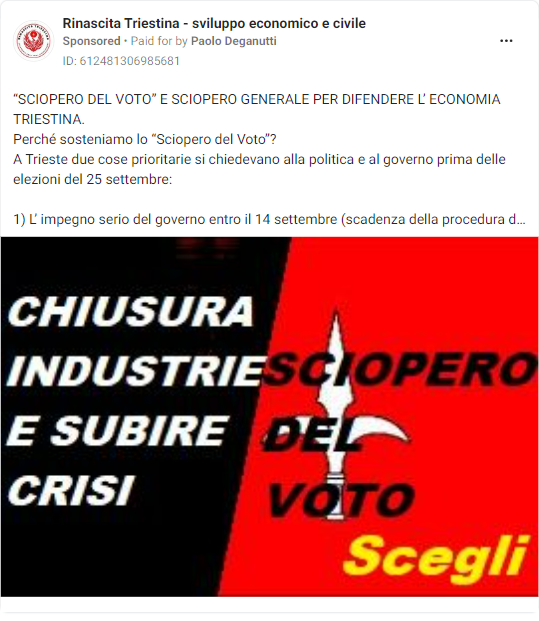 Rinascita Triestina - sviluppo economico e civile
Sponsored • Paid for by Paolo Deganutti
ID: 612481306985681
“SCIOPERO DEL VOTO” E SCIOPERO GENERALE PER DIFENDERE L’ ECONOMIA
TRIESTINA.
Perché sosteniamo lo “Sciopero del Voto”?
A Trieste due cose prioritarie si chiedevano alla politica e al governo prima delle
elezioni del 25 settembre:
1) L’ impegno serio del governo entro il 14 settembre (scadenza della procedura d...
CHIUSURA
INDUSTRIE
E SUBIRE
CRISI
SCIOPERO
DEL
VOTO
Scegli